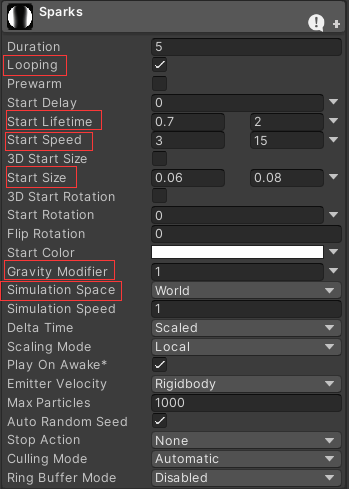 Sparks
Duration 5
Looping
Prewarm
Start Delay 0
Start Lifetime 0.7 2
Start Speed 3 15
3D Start Size
Start Size 0.06 0.08
3D Start Rotation
Start Rotation 0
Flip Rotation 0
Start Color
Gravity Modifier 1
Simulation Space World
Simulation Speed 1
Delta Time Scaled
Scaling Mode Local
Play On Awake*
Emitter Velocity Rigidbody
Max Particles 1000
Auto Random Seed
Stop Action None
Culling Mode Automatic
Ring Buffer Mode Disabled